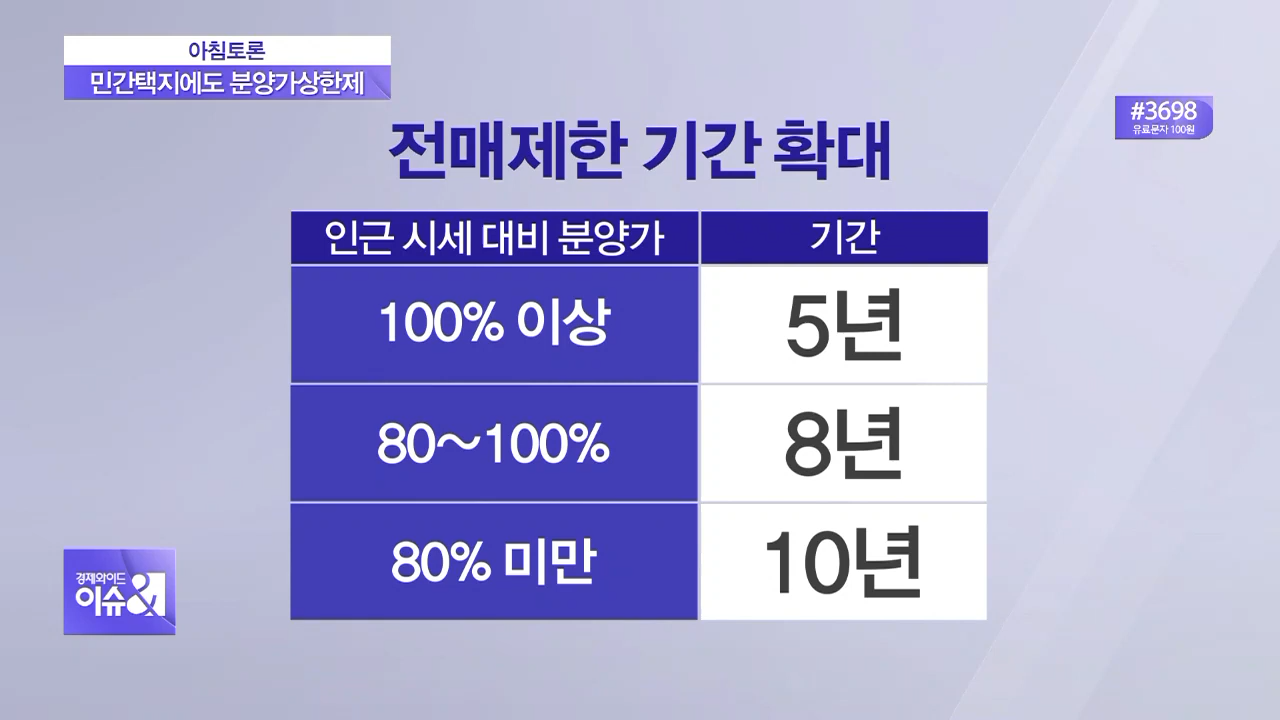 아침토론
민간택지에도 분양가상한제
#3698
유료문자 100원
전매제한 기간 확대
인근 시세 대비 분양가 기간
100% 이상 5년
80~100% 8년
80% 미만 10년
경제와이드
이슈&